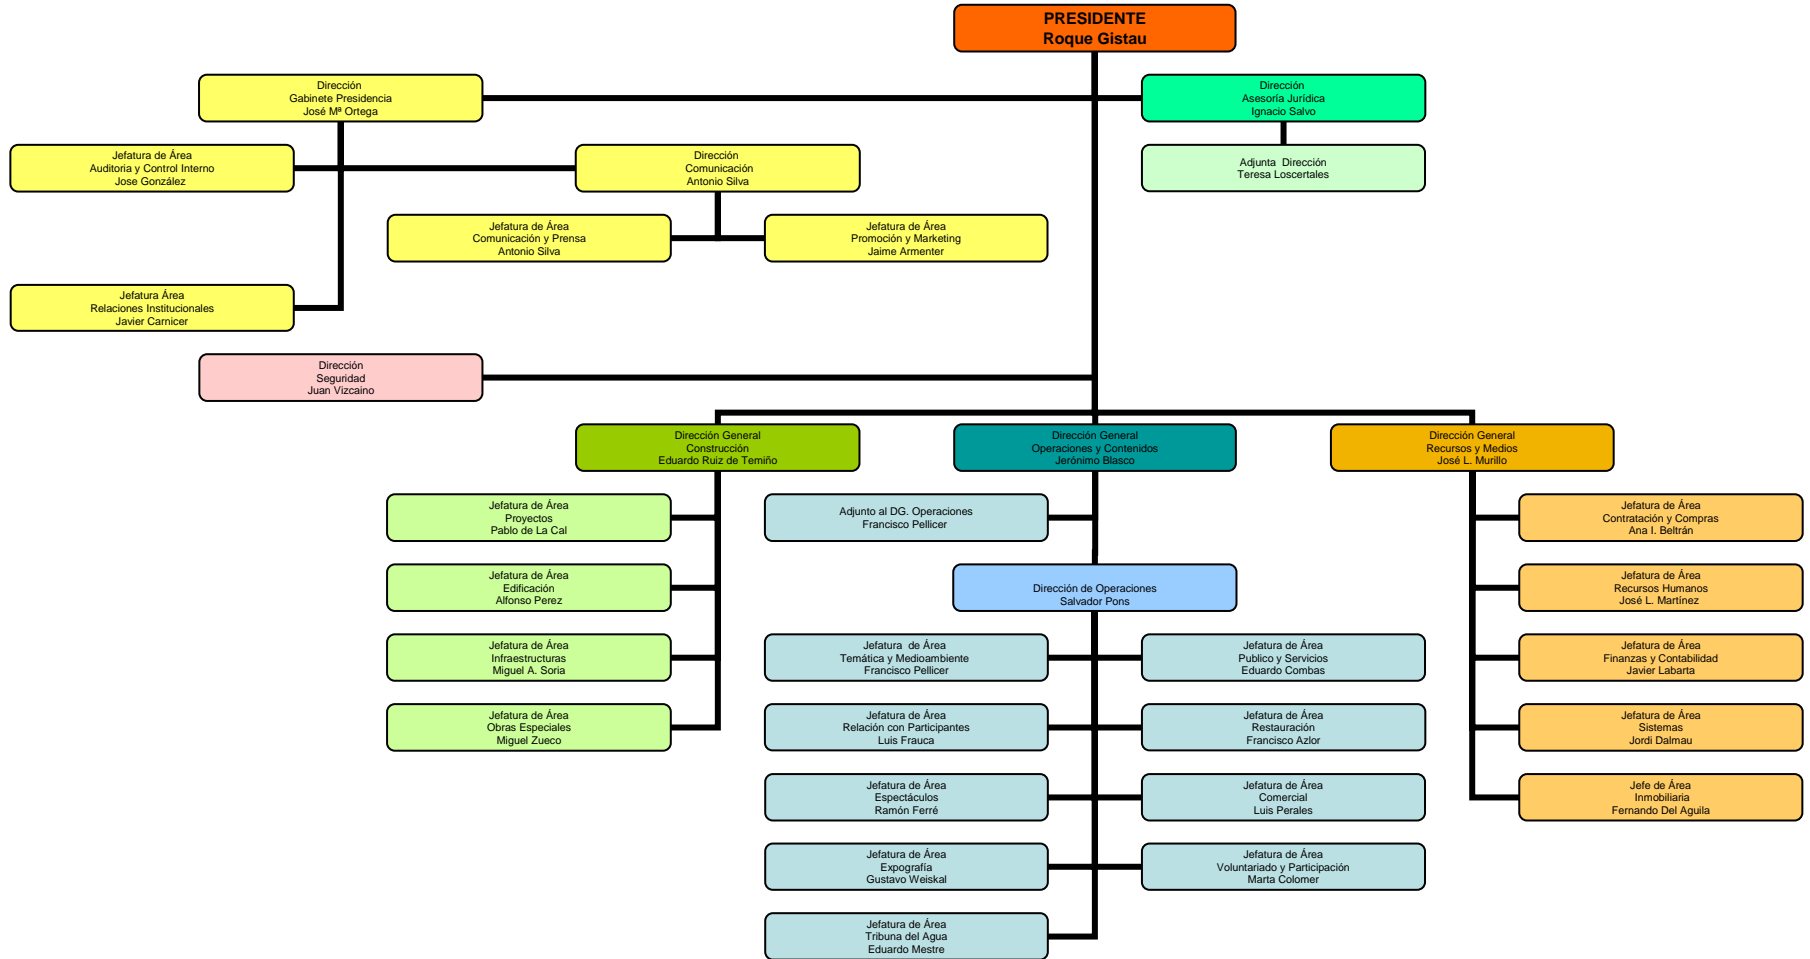 PRESIDENTE
Roque Gistau
Dirección
Gabinete Presidencia
José Mª Ortega
Dirección
Asesoría Jurídica
Ignacio Salvo
Jefatura de Área
Auditoria y Control Interno
Jose González
Dirección
Comunicación
Antonio Silva
Adjunta Dirección
Teresa Loscertales
Jefatura de Área
Comunicación y Prensa
Antonio Silva
Jefatura de Área
Promoción y Marketing
Jaime Armenter
Jefatura Área
Relaciones Institucionales
Javier Carnicer
Dirección
Seguridad
Juan Vizcaino
Dirección General
Construcción
Eduardo Ruiz de Temiño
Dirección General
Operaciones y Contenidos
Jerónimo Blasco
Dirección General
Recursos y Medios
José L. Murillo
Jefatura de Área
Proyectos
Pablo de La Cal
Adjunto al DG. Operaciones
Francisco Pellicer
Jefatura de Área
Contratación y Compras
Ana I. Beltrán
Jefatura de Área
Edificación
Alfonso Perez
Dirección de Operaciones
Salvador Pons
Jefatura de Área
Recursos Humanos
José L. Martínez
Jefatura de Área
Infraestructuras
Miguel A. Soria
Jefatura de Área
Temática y Medioambiente
Francisco Pellicer
Jefatura de Área
Publico y Servicios
Eduardo Combas
Jefatura de Área
Finanzas y Contabilidad
Javier Labarta
Jefatura de Área
Obras Especiales
Miguel Zueco
Jefatura de Área
Relación con Participantes
Luis Frauca
Jefatura de Área
Restauración
Francisco Azlor
Jefatura de Área
Sistemas
Jordi Dalmau
Jefatura de Área
Espectáculos
Ramón Ferré
Jefatura de Área
Comercial
Luis Perales
Jefe de Área
Inmobiliaria
Fernando Del Aguila
Jefatura de Área
Expografía
Gustavo Weiskal
Jefatura de Área
Voluntariado y Participación
Marta Colomer
Jefatura de Área
Tribuna del Agua
Eduardo Mestre